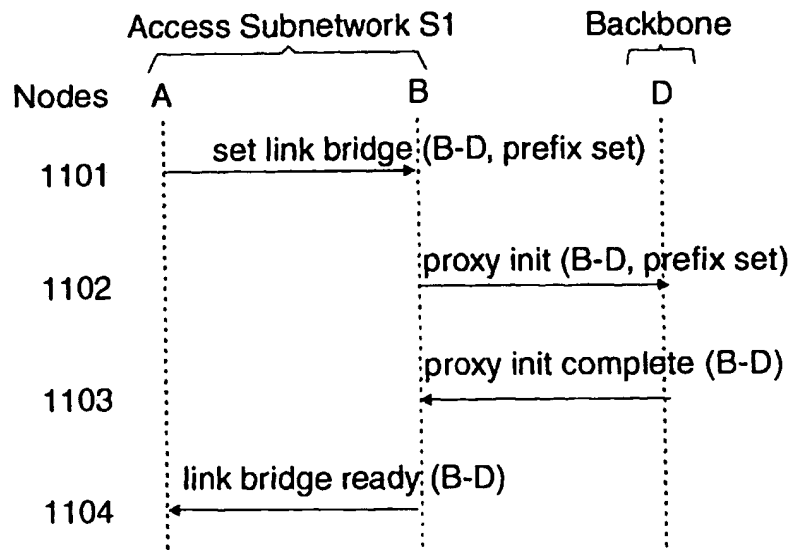 Access Subnetwork S1 Backbone
Nodes A B D
set link bridge (B-D, prefix set)
1101
proxy init (B-D, prefix set)
1102
proxy init complete (B-D)
1103
link bridge ready (B-D)
1104